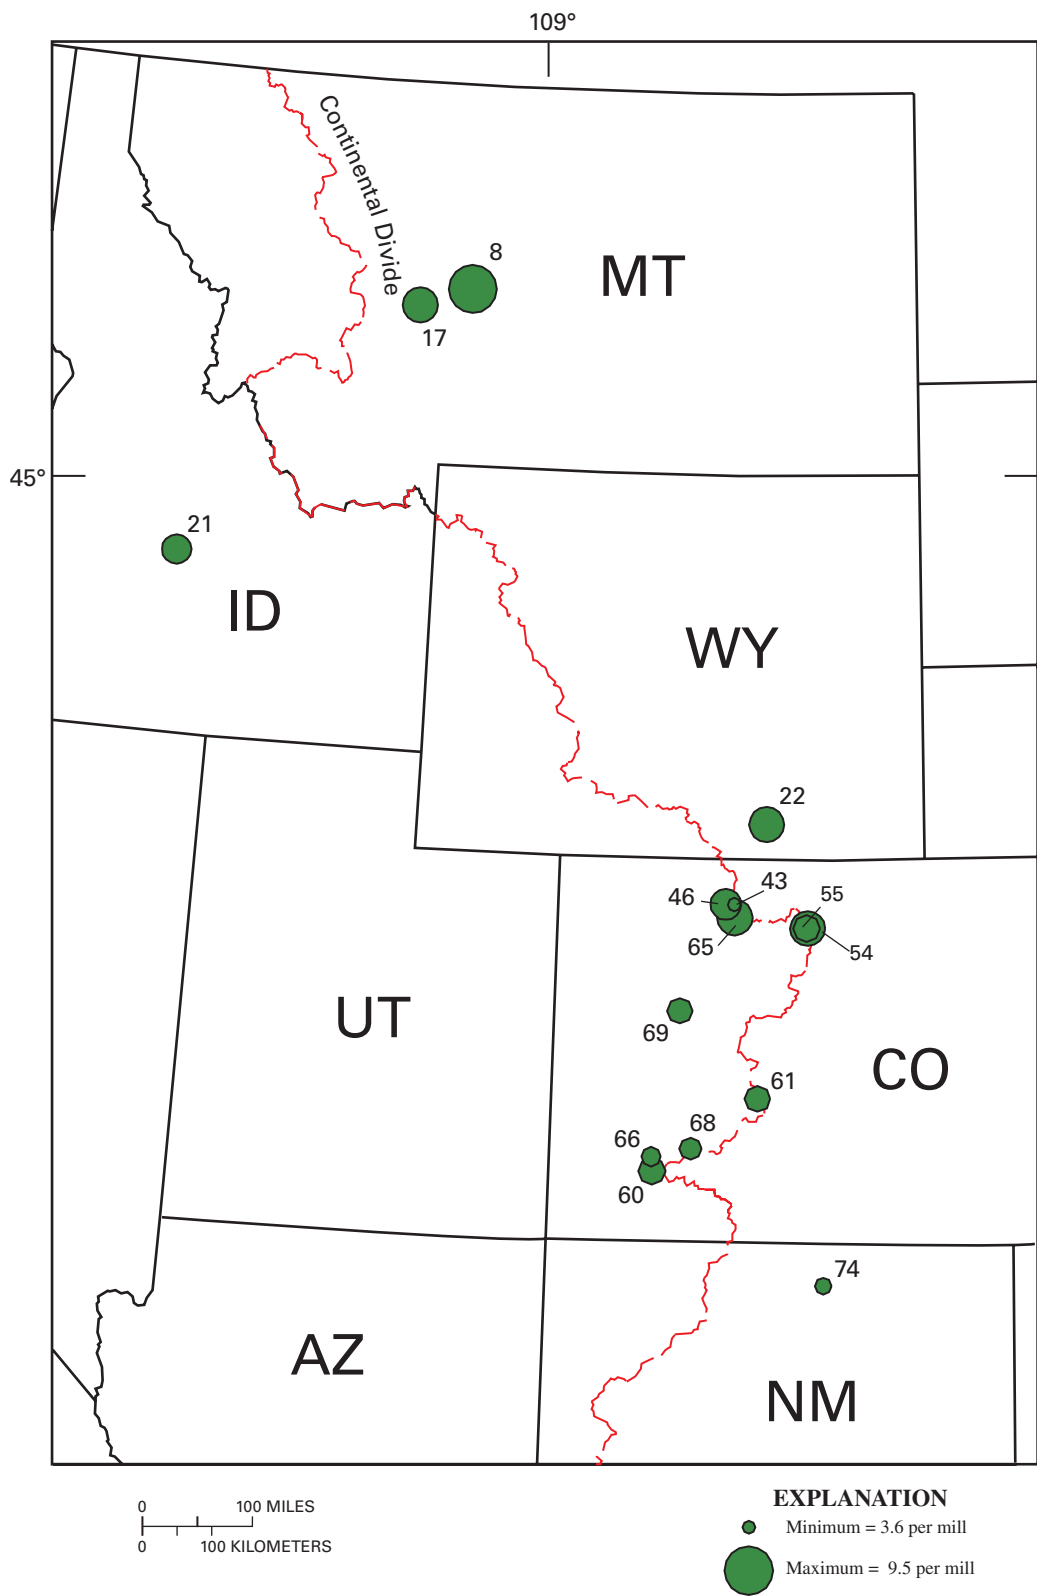 109°
Continental Divide
8
MT
17
45°
21
ID
WY
22
46
43
55
65
54
69
UT
CO
61
68
66
60
74
AZ
NM
0 100 MILES
0 100 KILOMETERS
EXPLANATION
Minimum = 3.6 per mill
Maximum = 9.5 per mill